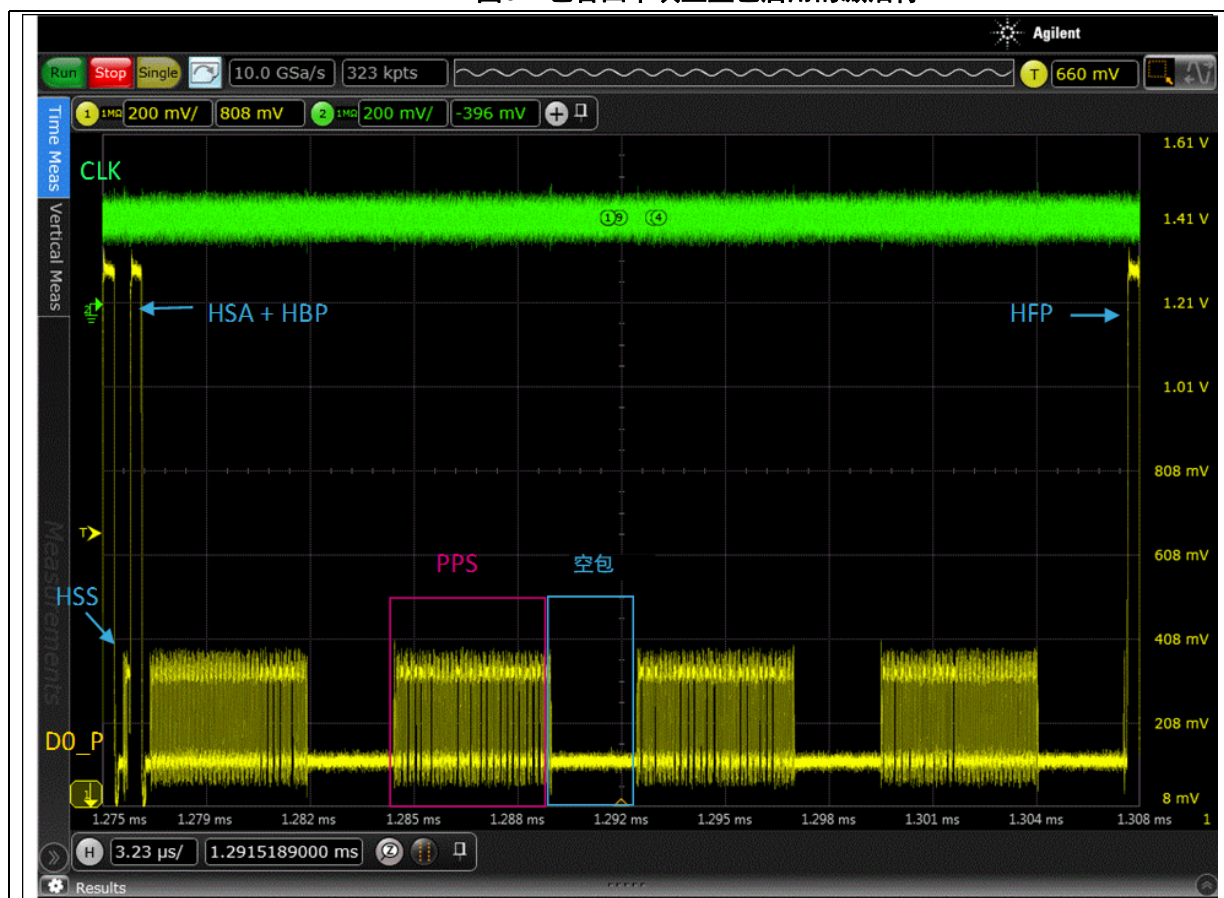 Agilent
Run Stop Single 10.0 GSa/s 323 kpts T 660 mV
1 1MΩ 200 mV/ 808 mV 2 1MΩ 200 mV/ -396 mV
Time Meas
Vertical Meas
Measurements
CLK
1.61 V
1.41 V
HSA + HBP
HFP
1.21 V
1.01 V
808 mV
T
PPS
空包
608 mV
HSS
408 mV
208 mV
D0_P
8 mV
1.275 ms 1.279 ms 1.282 ms 1.285 ms 1.288 ms 1.292 ms 1.295 ms 1.298 ms 1.301 ms 1.304 ms 1.308 ms 1
H 3.23 µs/ 1.2915189000 ms
Results